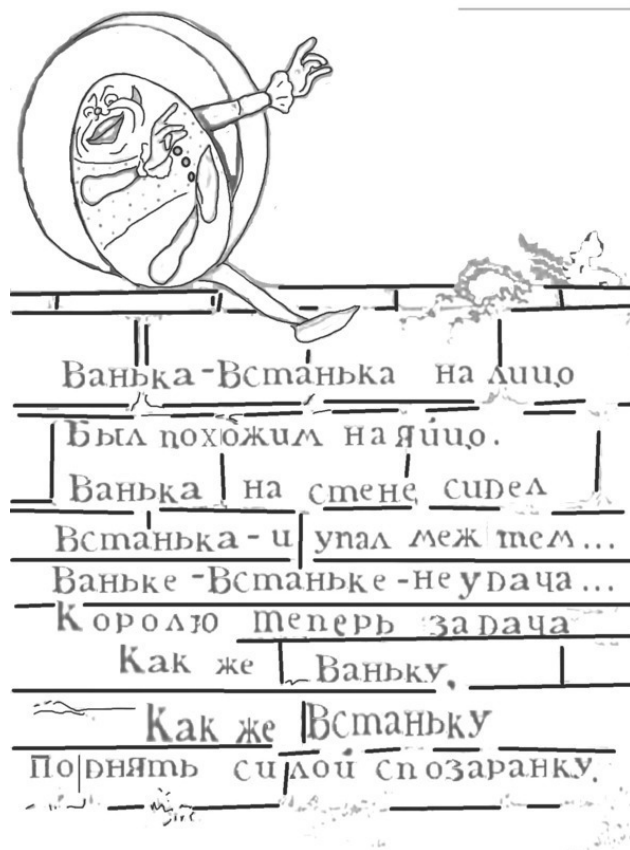 Ванька-Встанька на лицо
Был похожим на яйцо.
Ванька на стене сидел
Встанька-и упал меж тем...
Ваньке-Встаньке-неудача...
Королю теперь задача
Как же Ваньку,
Как же Встаньку
Поднять силой спозаранку.